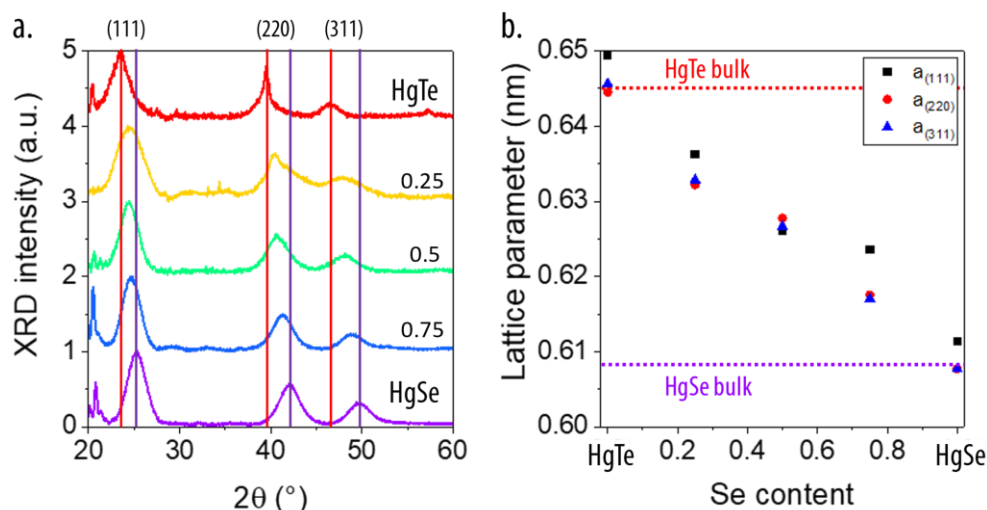 a.
(111)
(220)
(311)
5
4
3
2
1
0
XRD intensity (a.u.)
HgTe
0.25
0.5
0.75
HgSe
20
30
40
50
60
2θ (°)
b.
0.65
0.64
0.63
0.62
0.61
0.60
Lattice parameter (nm)
HgTe bulk
a(111)
a(220)
a(311)
HgSe bulk
HgTe
0.2
0.4
0.6
0.8
HgSe
Se content